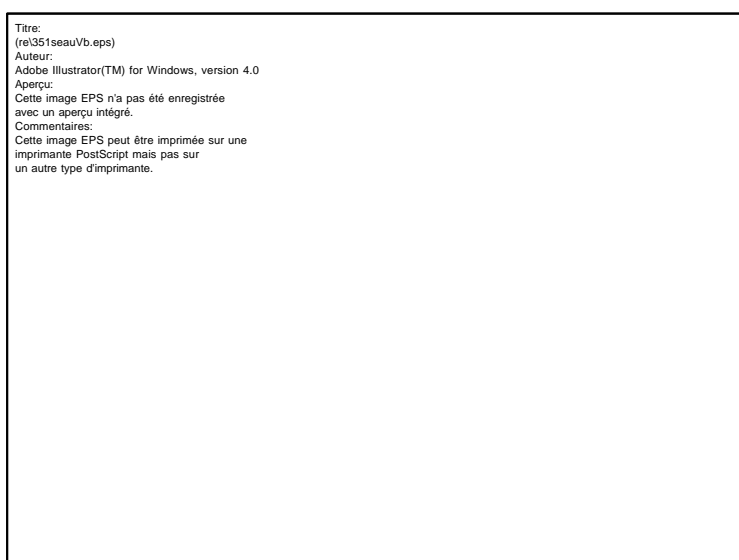 Titre:
(re\351seauVb.eps)
Auteur:
Adobe Illustrator(TM) for Windows, version 4.0
Aperçu:
Cette image EPS n'a pas été enregistrée
avec un aperçu intégré.
Commentaires:
Cette image EPS peut être imprimée sur une
imprimante PostScript mais pas sur
un autre type d'imprimante.